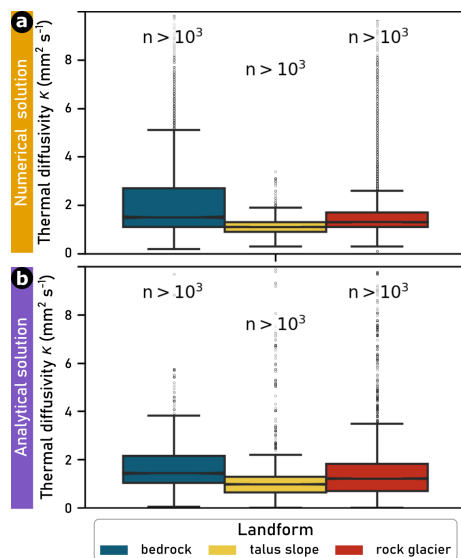 a
Numerical solution
Thermal diffusivity κ (mm² s⁻¹)
8
6
4
2
0
n > 10³
n > 10³
n > 10³
b
Analytical solution
Thermal diffusivity κ (mm² s⁻¹)
8
6
4
2
0
n > 10³
n > 10³
n > 10³
Landform
bedrock talus slope rock glacier